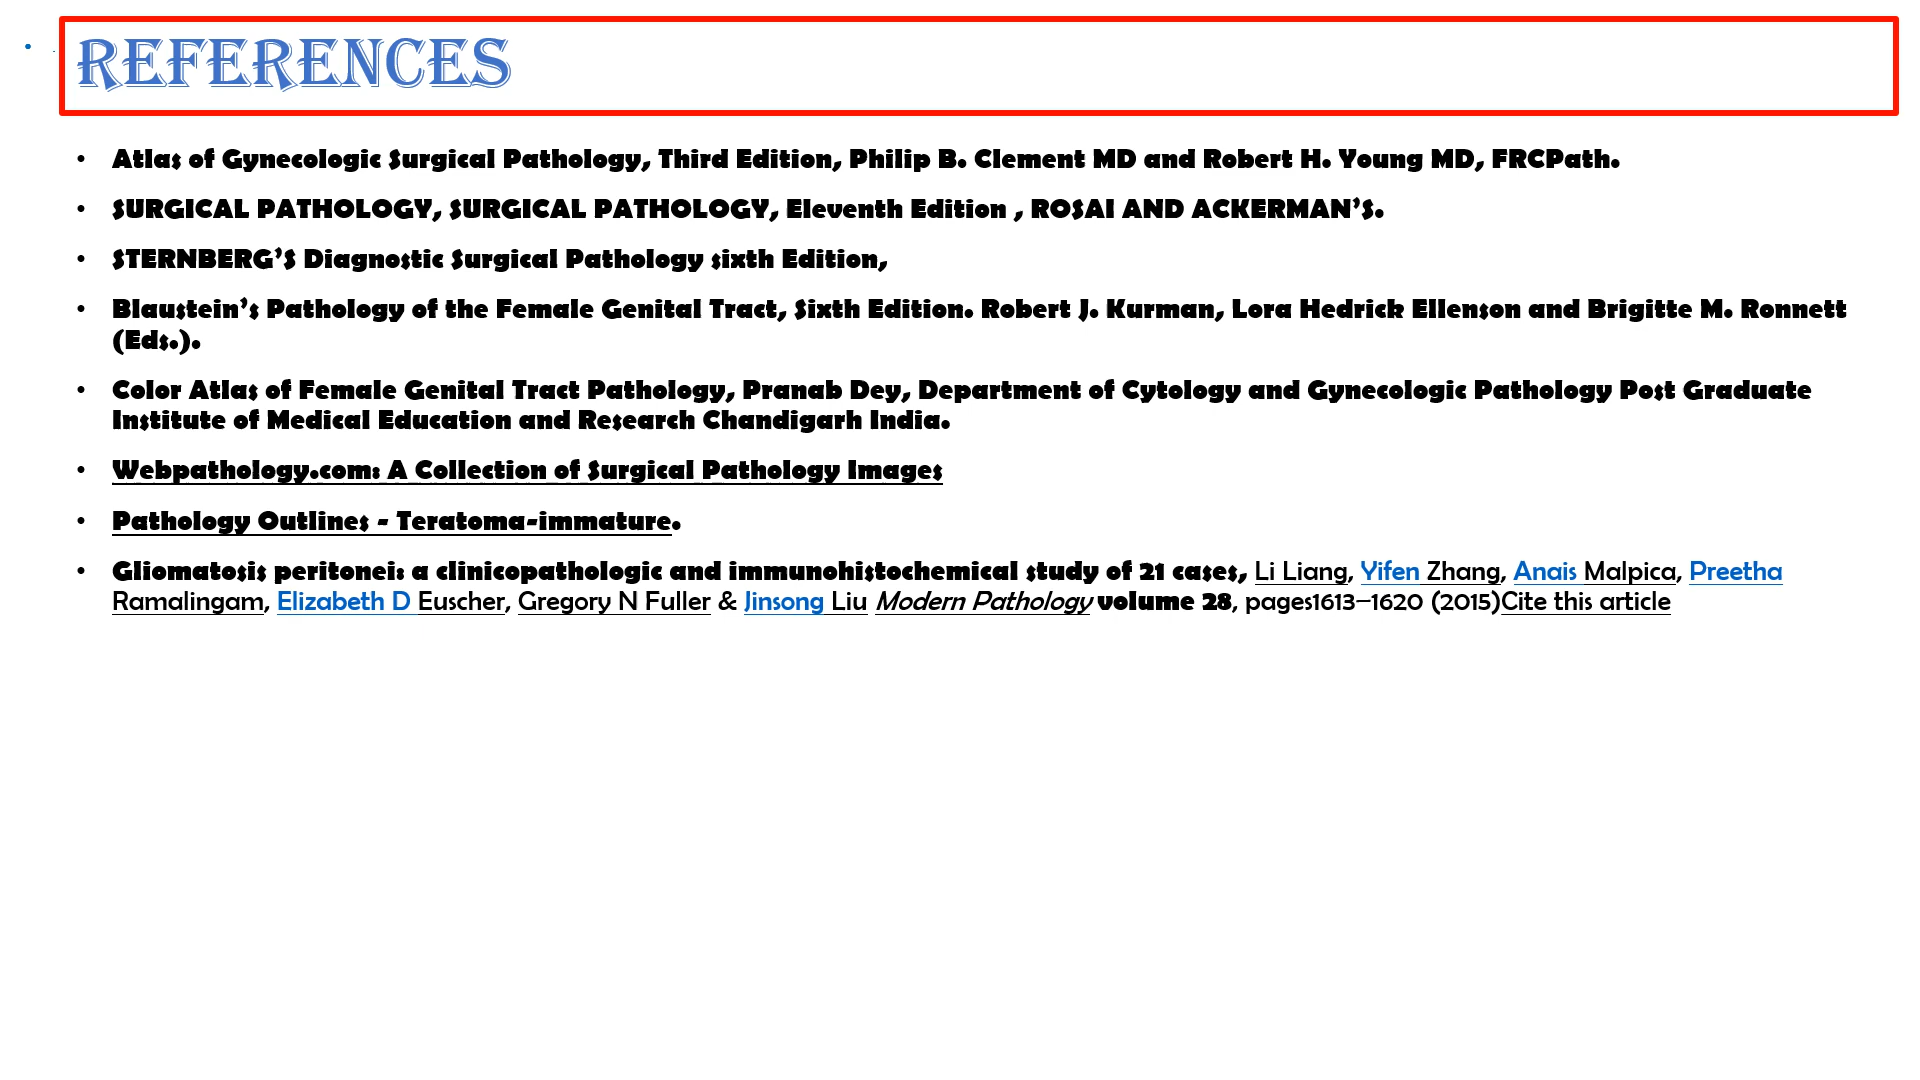 REFERENCES
• Atlas of Gynecologic Surgical Pathology, Third Edition, Philip B. Clement MD and Robert H. Young MD, FRCPath.
• SURGICAL PATHOLOGY, SURGICAL PATHOLOGY, Eleventh Edition , ROSAI AND ACKERMAN’S.
• STERNBERG’S Diagnostic Surgical Pathology sixth Edition,
• Blaustein’s Pathology of the Female Genital Tract, Sixth Edition. Robert J. Kurman, Lora Hedrick Ellenson and Brigitte M. Ronnett
(Eds.).
• Color Atlas of Female Genital Tract Pathology, Pranab Dey, Department of Cytology and Gynecologic Pathology Post Graduate
Institute of Medical Education and Research Chandigarh India.
• Webpathology.com: A Collection of Surgical Pathology Images
• Pathology Outlines - Teratoma-immature.
• Gliomatosis peritonei: a clinicopathologic and immunohistochemical study of 21 cases, Li Liang, Yifen Zhang, Anais Malpica, Preetha
Ramalingam, Elizabeth D Euscher, Gregory N Fuller & Jinsong Liu Modern Pathology volume 28, pages1613–1620 (2015)Cite this article